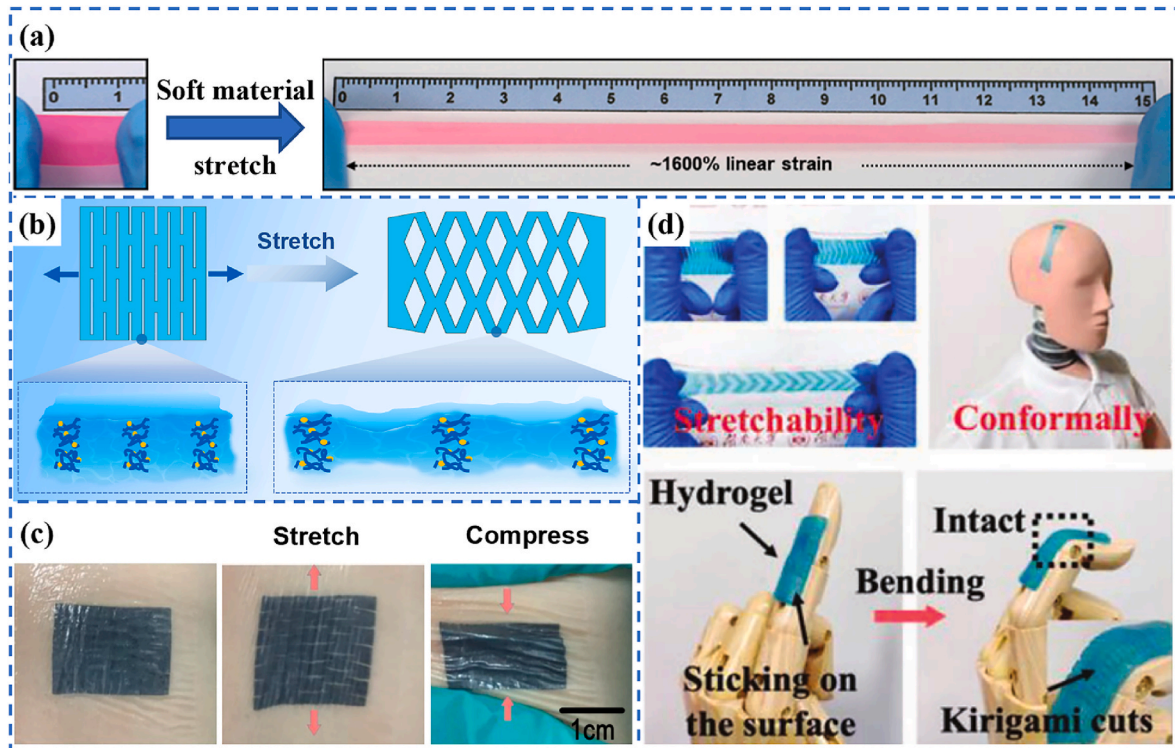 (a)
0 1
Soft material
stretch
0 1 2 3 4 5 6 7 8 9 10 11 12 13 14 15
~1600% linear strain
(b)
Stretch
(c)
Stretch
Compress
1cm
(d)
Stretchability
Conformally
Hydrogel
Sticking on
the surface
Bending
Intact
Kirigami cuts